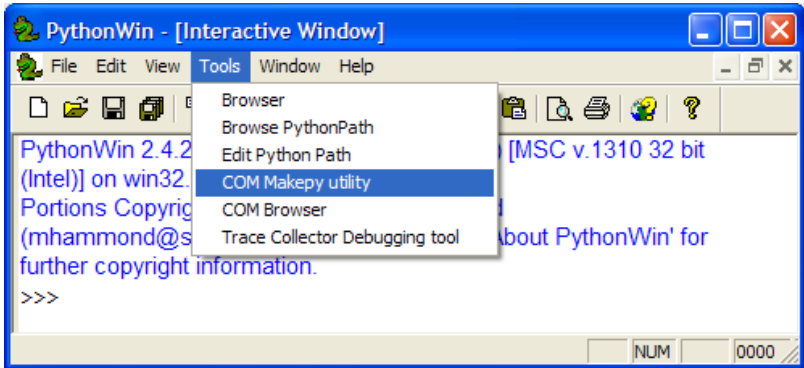 PythonWin - [Interactive Window]
File Edit View Tools Window Help
Browser
Browse PythonPath
Edit Python Path
COM Makepy utility
COM Browser
Trace Collector Debugging tool
PythonWin 2.4.2 ) [MSC v.1310 32 bit
(Intel)] on win32.
Portions Copyrig
(mhammond@s About PythonWin' for
further copyright information.
>>>
NUM 0000